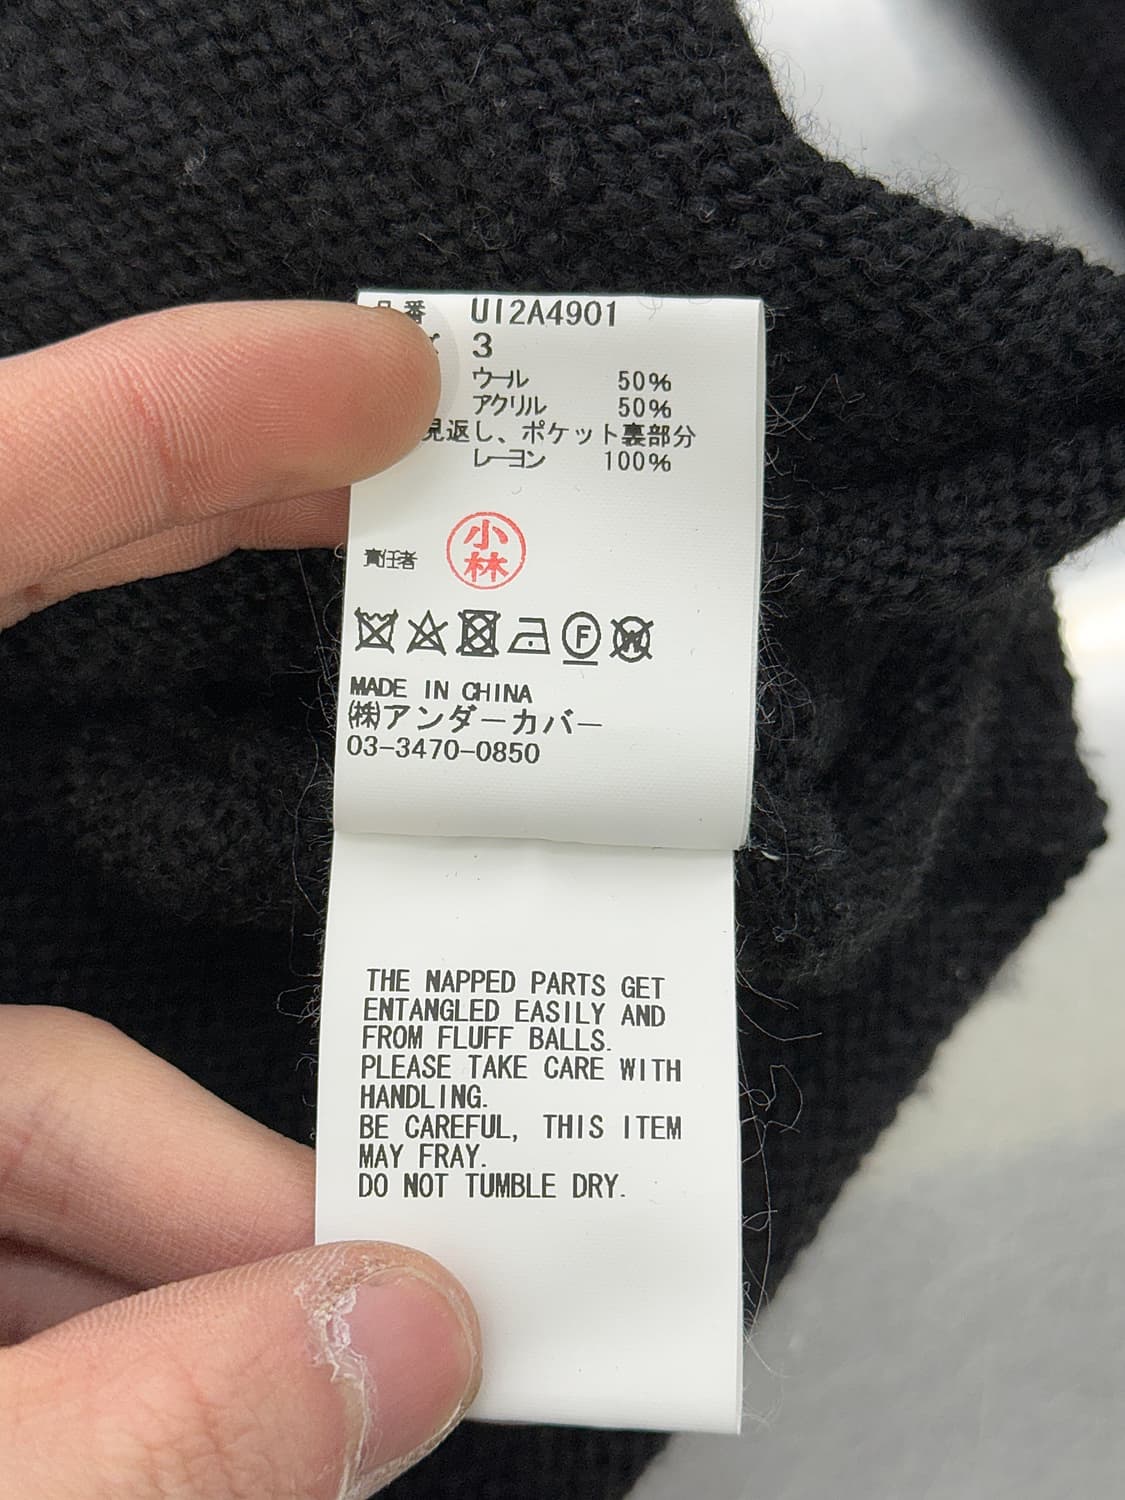 品番 UI2A4901
3
ウール 50%
アクリル 50%
見返し、ポケット裏部分
レーヨン 100%
責任者 小林
F
W
MADE IN CHINA
㈱アンダーカバー
03-3470-0850
THE NAPPED PARTS GET
ENTANGLED EASILY AND
FROM FLUFF BALLS.
PLEASE TAKE CARE WITH
HANDLING.
BE CAREFUL, THIS ITEM
MAY FRAY.
DO NOT TUMBLE DRY.